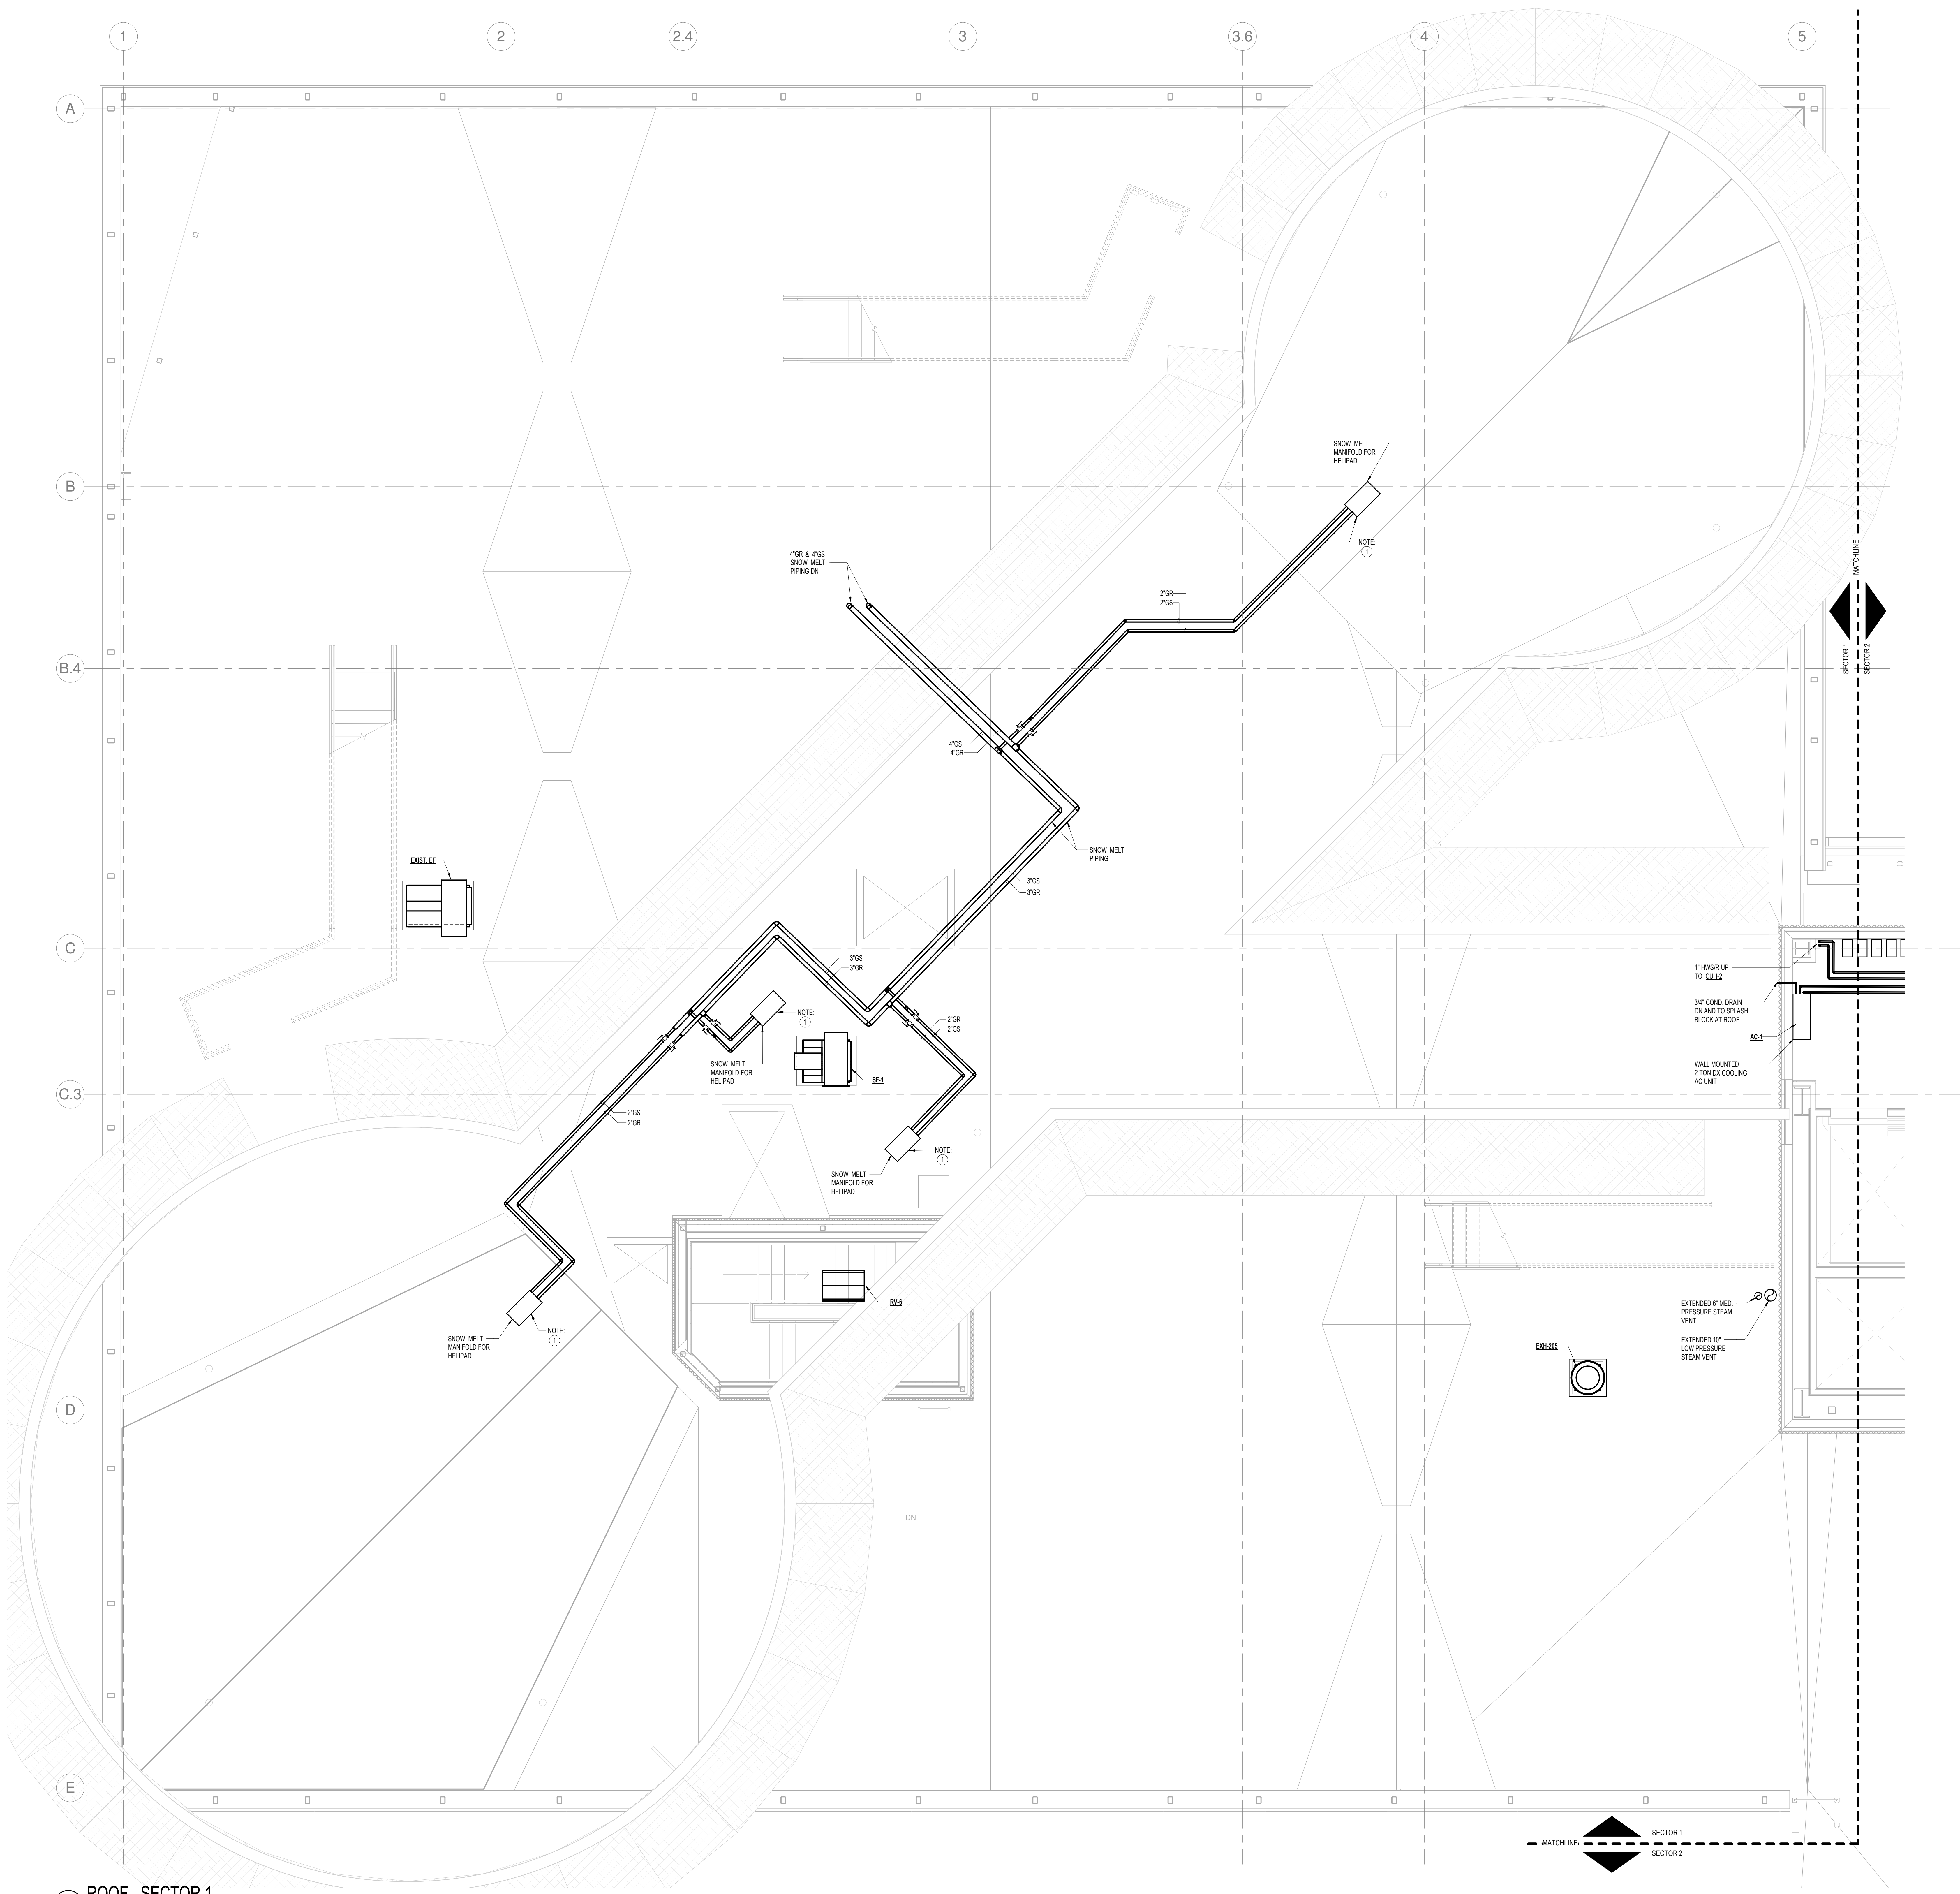 1
2
2.4
3
3.6
4
5
A
B
SNOW MELT
MANIFOLD FOR
HELIPAD
NOTE:
1
4"GR & 4"GS
SNOW MELT
PIPING DN
2"GR
2"GS
MATCHLINE
SECTOR 1
SECTOR 2
B.4
4"GS
4"GR
SNOW MELT
PIPING
EXIST. EF
3"GS
3"GR
C
3"GS
3"GR
1" HWS/R UP
TO CUH-2
3/4" COND. DRAIN
DN AND TO SPLASH
BLOCK AT ROOF
AC-1
WALL MOUNTED
2 TON DX COOLING
AC UNIT
NOTE:
1
2"GR
2"GS
SNOW MELT
MANIFOLD FOR
HELIPAD
SF-1
C.3
2"GS
2"GR
NOTE:
1
SNOW MELT
MANIFOLD FOR
HELIPAD
RV-6
EXTENDED 6" MED.
PRESSURE STEAM
VENT
EXTENDED 10"
LOW PRESSURE
STEAM VENT
NOTE:
1
SNOW MELT
MANIFOLD FOR
HELIPAD
EXH-205
D
DN
E
MATCHLINE
SECTOR 1
SECTOR 2
ROOF - SECTOR 1